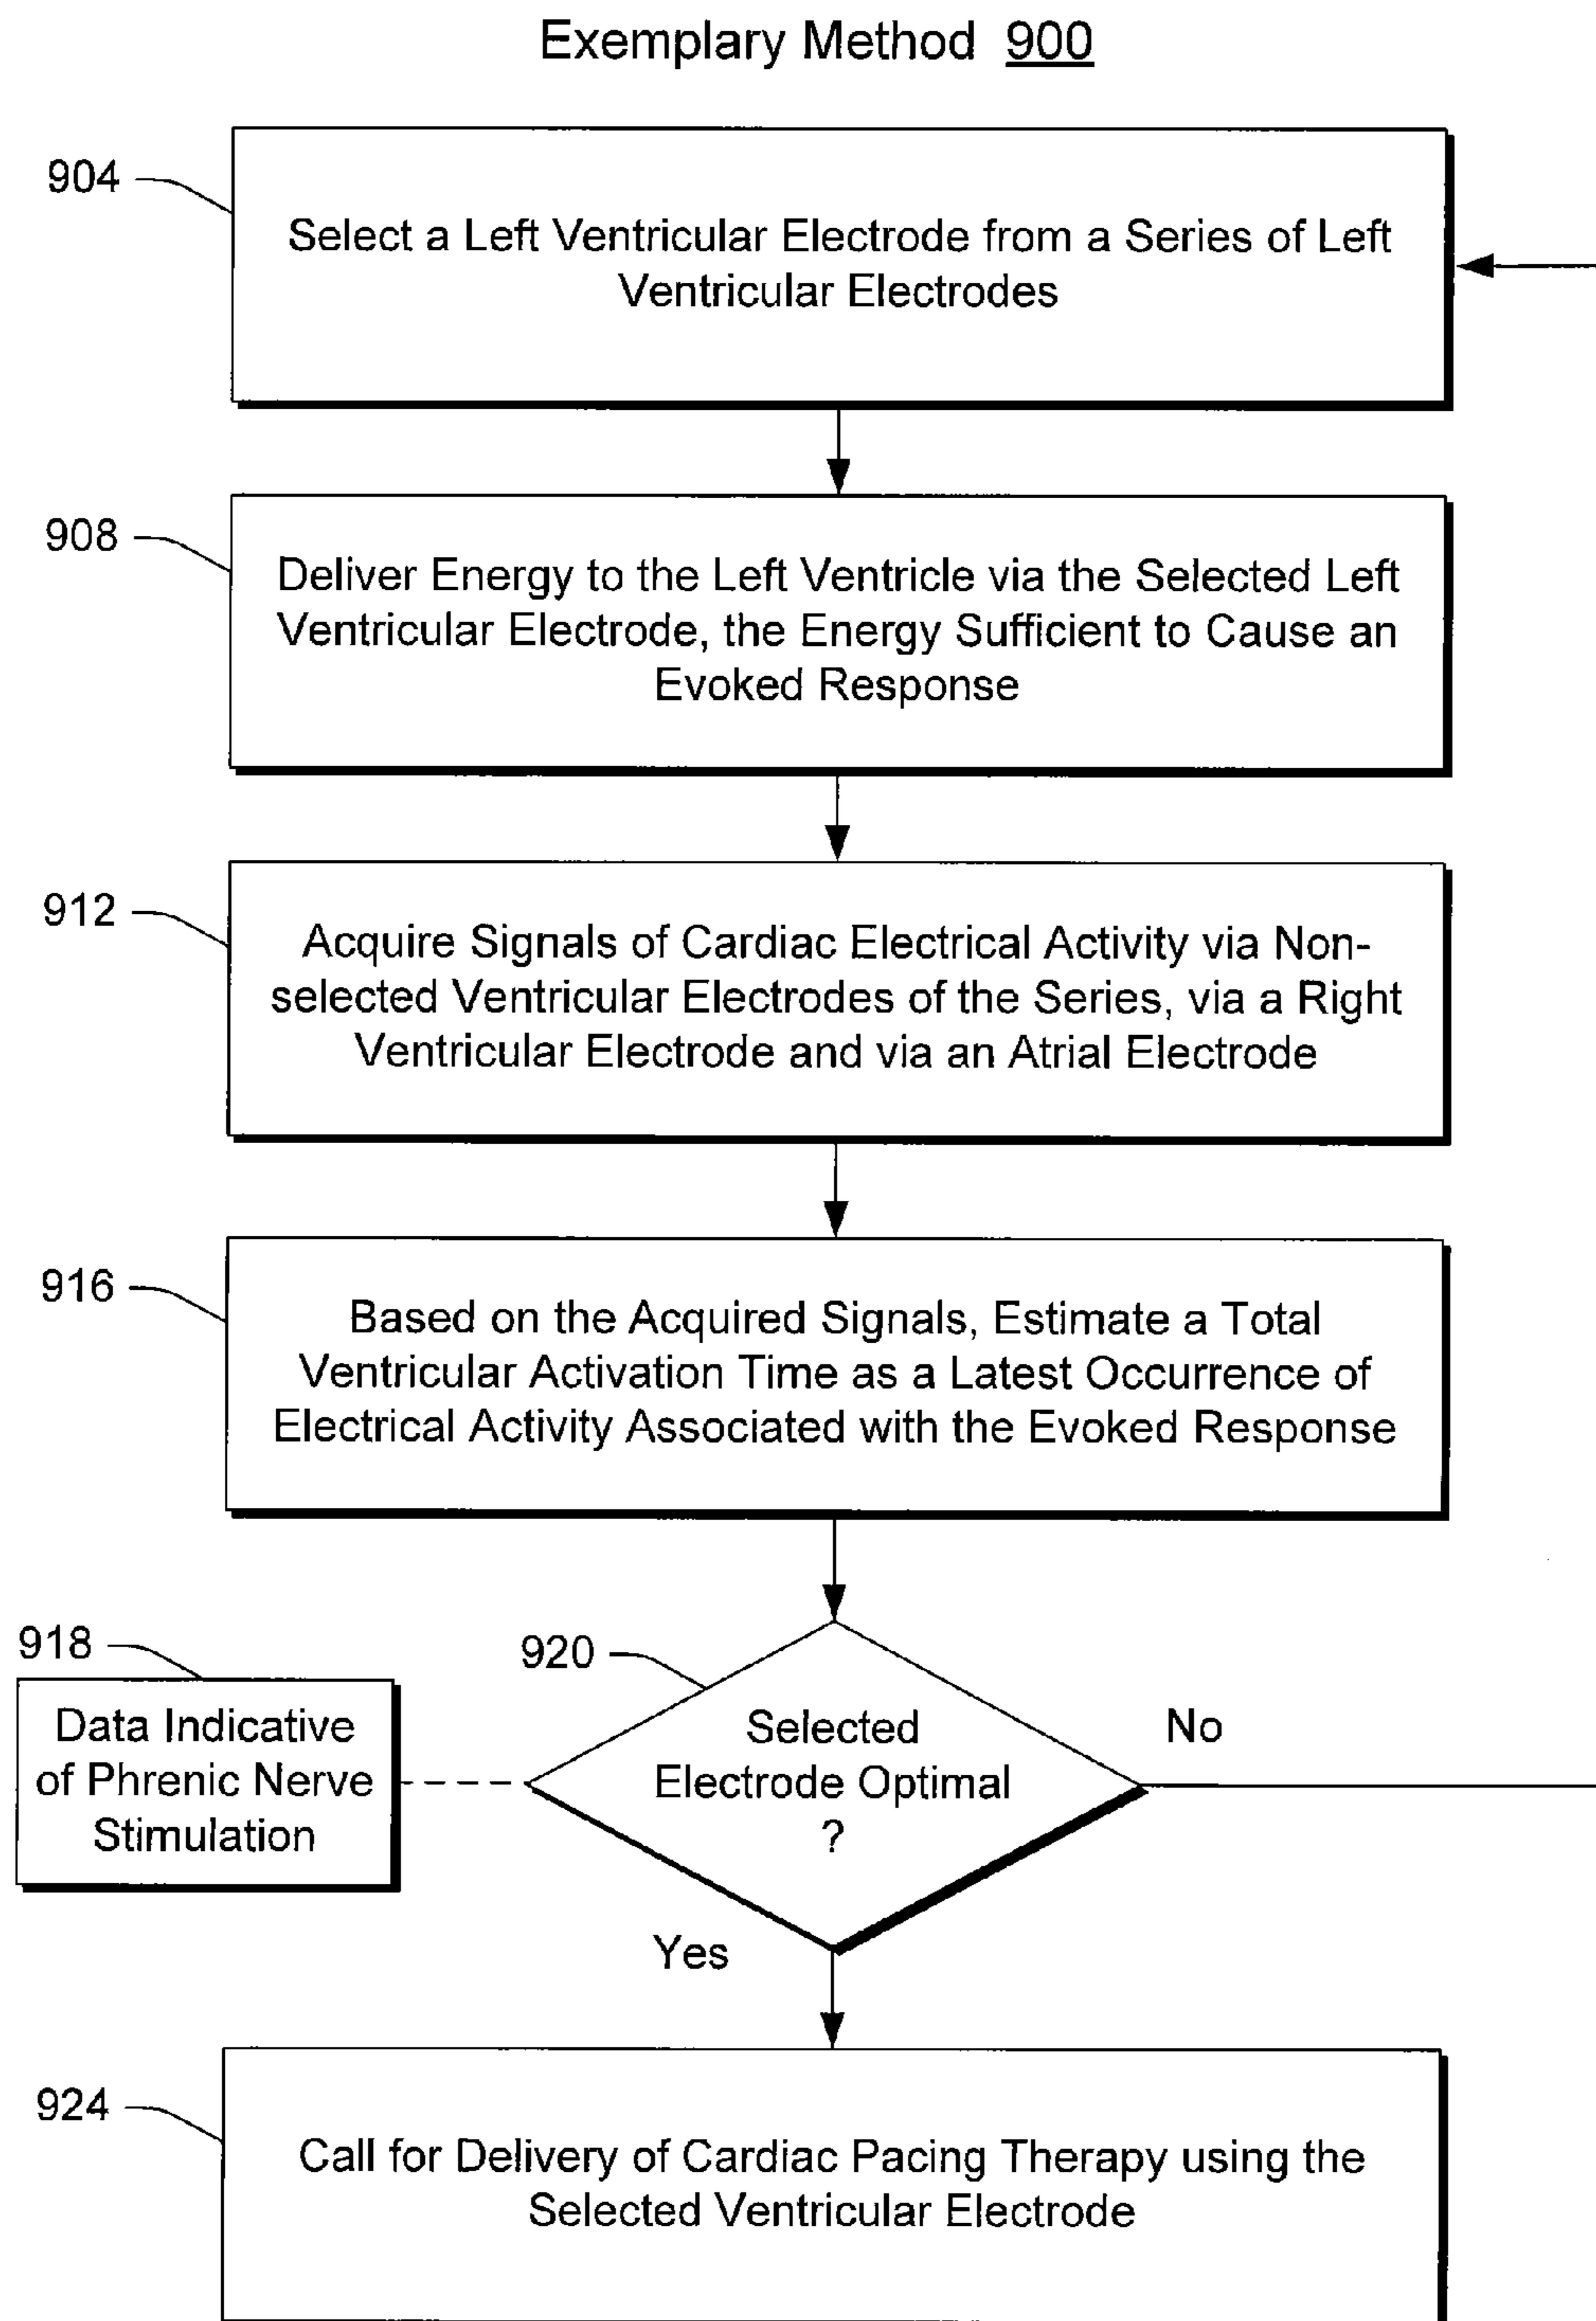 Exemplary Method 900
904
Select a Left Ventricular Electrode from a Series of Left
Ventricular Electrodes
908
Deliver Energy to the Left Ventricle via the Selected Left
Ventricular Electrode, the Energy Sufficient to Cause an
Evoked Response
912
Acquire Signals of Cardiac Electrical Activity via Non-
selected Ventricular Electrodes of the Series, via a Right
Ventricular Electrode and via an Atrial Electrode
916
Based on the Acquired Signals, Estimate a Total
Ventricular Activation Time as a Latest Occurrence of
Electrical Activity Associated with the Evoked Response
918
Data Indicative
of Phrenic Nerve
Stimulation
920
Selected
Electrode Optimal
?
No
Yes
924
Call for Delivery of Cardiac Pacing Therapy using the
Selected Ventricular Electrode